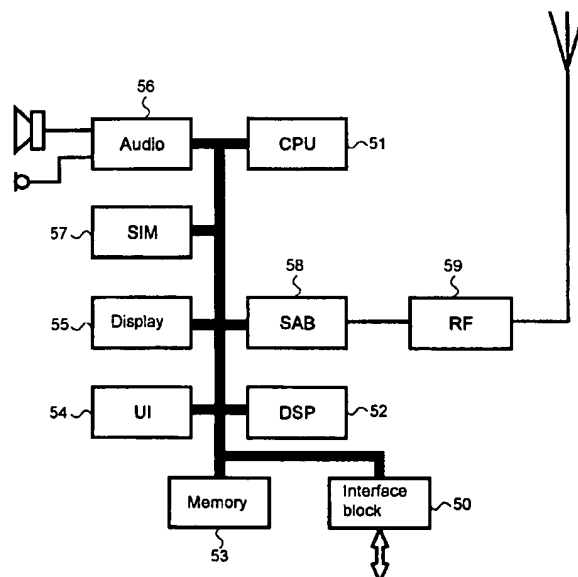 56
Audio
CPU
51
57
SIM
58
59
55
Display
SAB
RF
54
UI
DSP
52
Memory
53
Interface
block
50